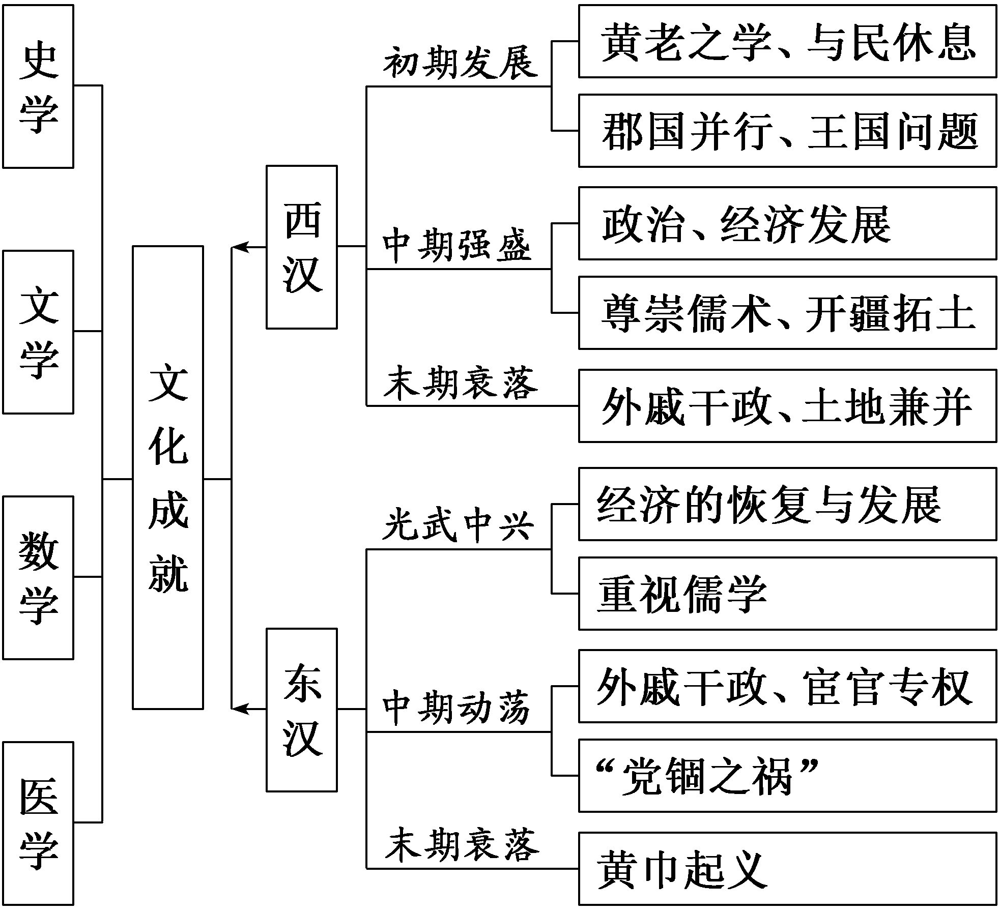 史学
文学
数学
医学
文化成就
西汉
初期发展
黄老之学、与民休息
郡国并行、王国问题
中期强盛
政治、经济发展
尊崇儒术、开疆拓土
末期衰落
外戚干政、土地兼并
东汉
光武中兴
经济的恢复与发展
重视儒学
中期动荡
外戚干政、宦官专权
“党锢之祸”
末期衰落
黄巾起义